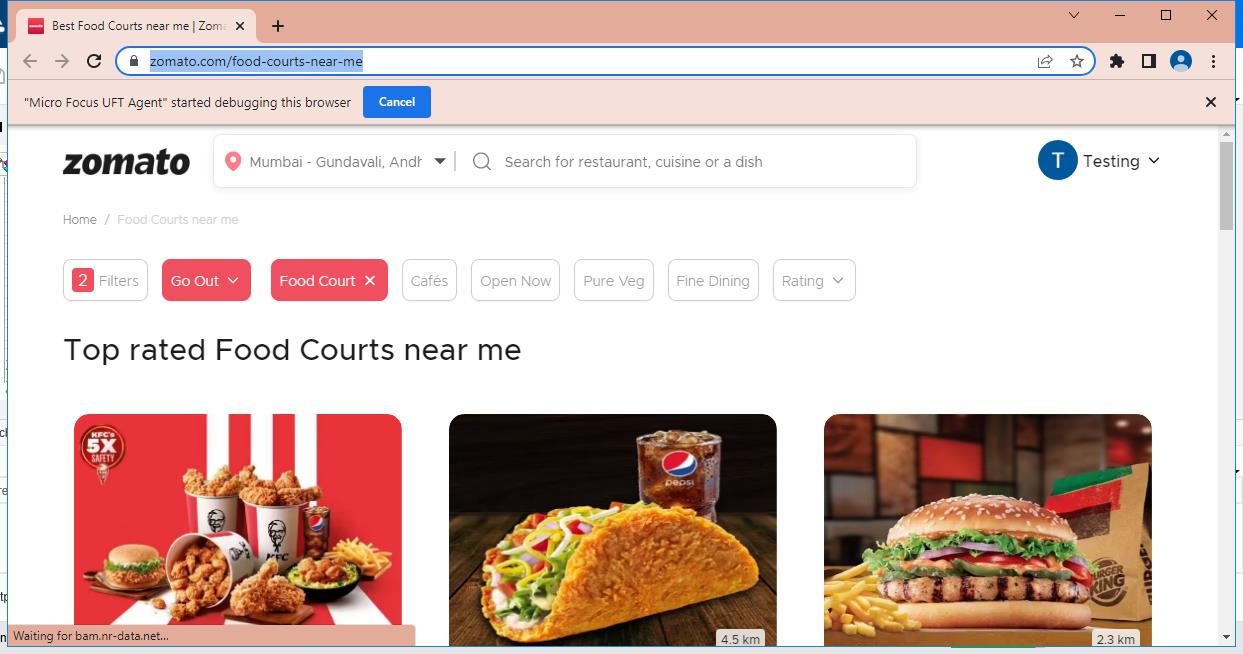 Best Food Courts near me | Zoma
zomato.com/food-courts-near-me
"Micro Focus UFT Agent" started debugging this browser Cancel
zomato
Mumbai - Gundavali, Andh
Search for restaurant, cuisine or a dish
T Testing
Home / Food Courts near me
2 Filters Go Out Food Court Cafés Open Now Pure Veg Fine Dining Rating
Top rated Food Courts near me
KFC's
5X
SAFETY
KFC
pepsi
BURGER
KING
4.5 km
2.3 km
Waiting for bam.nr-data.net...